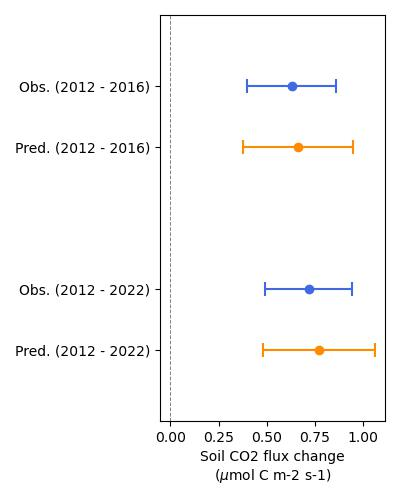 Obs. (2012 - 2016)
Pred. (2012 - 2016)
Obs. (2012 - 2022)
Pred. (2012 - 2022)
0.00 0.25 0.50 0.75 1.00
Soil CO2 flux change
(μmol C m-2 s-1)